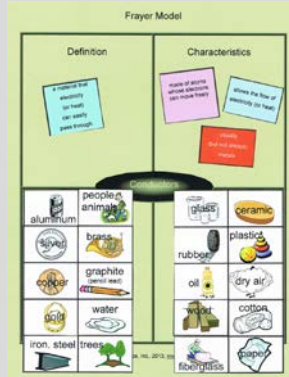 Frayer Model
Definition
Characteristics
a material that
electricity
(or heat)
can easily
pass through
made of atoms
whose electrons
can move freely
allows the flow of
electricity (or heat)
usually
(but not always)
metals
Conductors
aluminum
people
animals
silver
brass
copper
graphite
(pencil lead)
gold
water
iron, steel
trees
glass
ceramic
rubber
plastic
oil
dry air
wood
cotton
fiberglass
paper